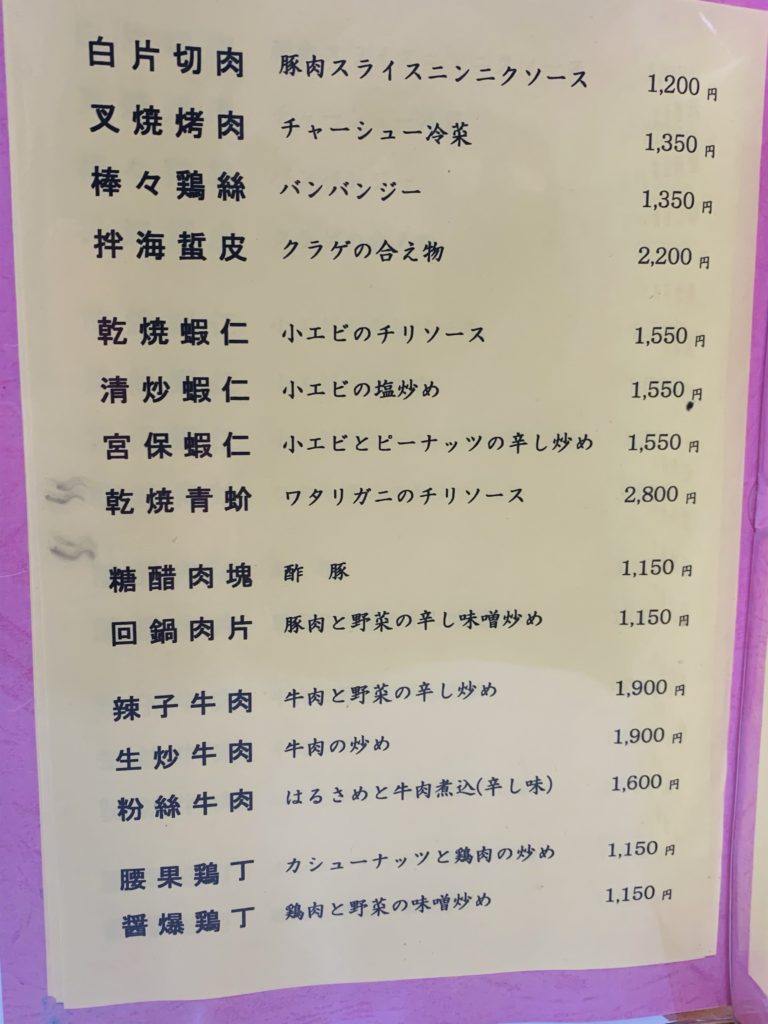 白片切肉 豚肉スライスニンニクソース 1,200円
叉焼烤肉 チャーシュー冷菜 1,350円
棒々鶏絲 バンバンジー 1,350円
拌海蜇皮 クラゲの合え物 2,200円
乾焼蝦仁 小エビのチリソース 1,550円
清炒蝦仁 小エビの塩炒め 1,550円
宮保蝦仁 小エビとピーナッツの辛し炒め 1,550円
乾焼青蚧 ワタリガニのチリソース 2,800円
糖醋肉塊 酢 豚 1,150円
回鍋肉片 豚肉と野菜の辛し味噌炒め 1,150円
辣子牛肉 牛肉と野菜の辛し炒め 1,900円
生炒牛肉 牛肉の炒め 1,900円
粉絲牛肉 はるさめと牛肉煮込(辛し味) 1,600円
腰果鶏丁 カシューナッツと鶏肉の炒め 1,150円
醤爆鶏丁 鶏肉と野菜の味噌炒め 1,150円